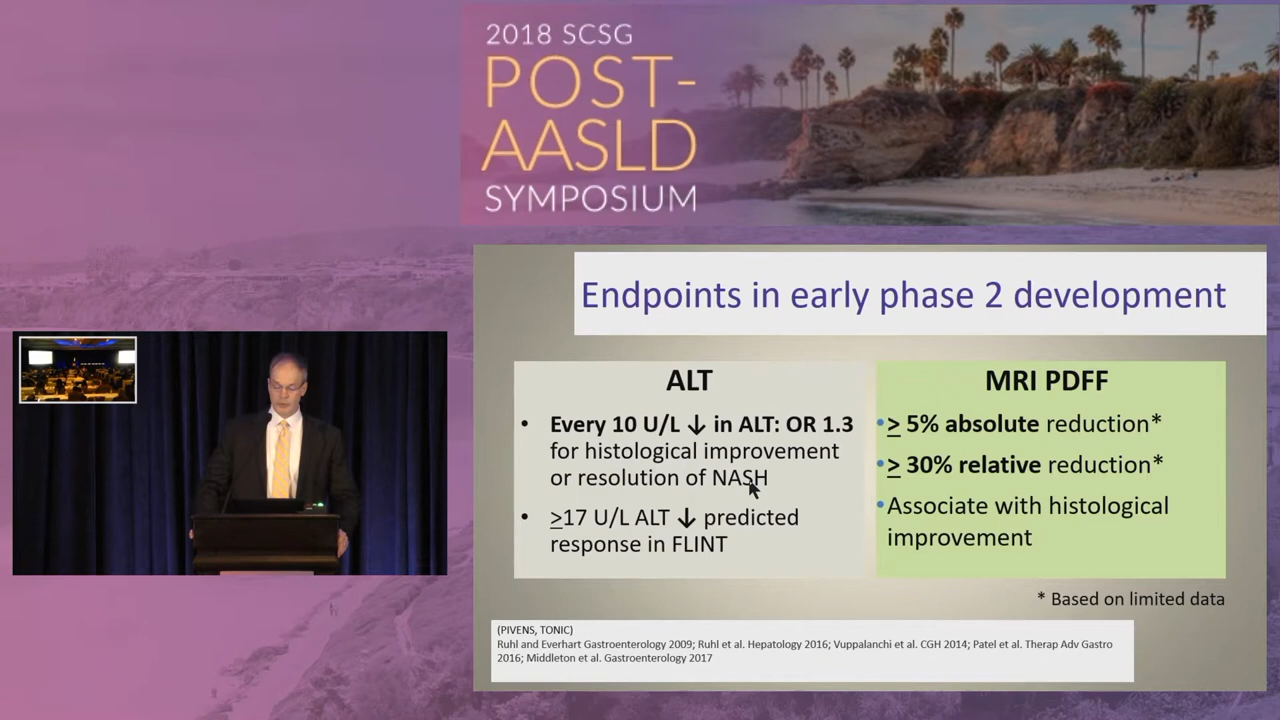 2018 SCSG
POST-
AASLD
SYMPOSIUM
Endpoints in early phase 2 development
ALT
• Every 10 U/L ↓ in ALT: OR 1.3
for histological improvement
or resolution of NASH
• ≥17 U/L ALT ↓ predicted
response in FLINT
MRI PDFF
• ≥ 5% absolute reduction*
• ≥ 30% relative reduction*
• Associate with histological
improvement
* Based on limited data
(PIVENS, TONIC)
Ruhl and Everhart Gastroenterology 2009; Ruhl et al. Hepatology 2016; Vuppalanchi et al. CGH 2014; Patel et al. Therap Adv Gastro
2016; Middleton et al. Gastroenterology 2017